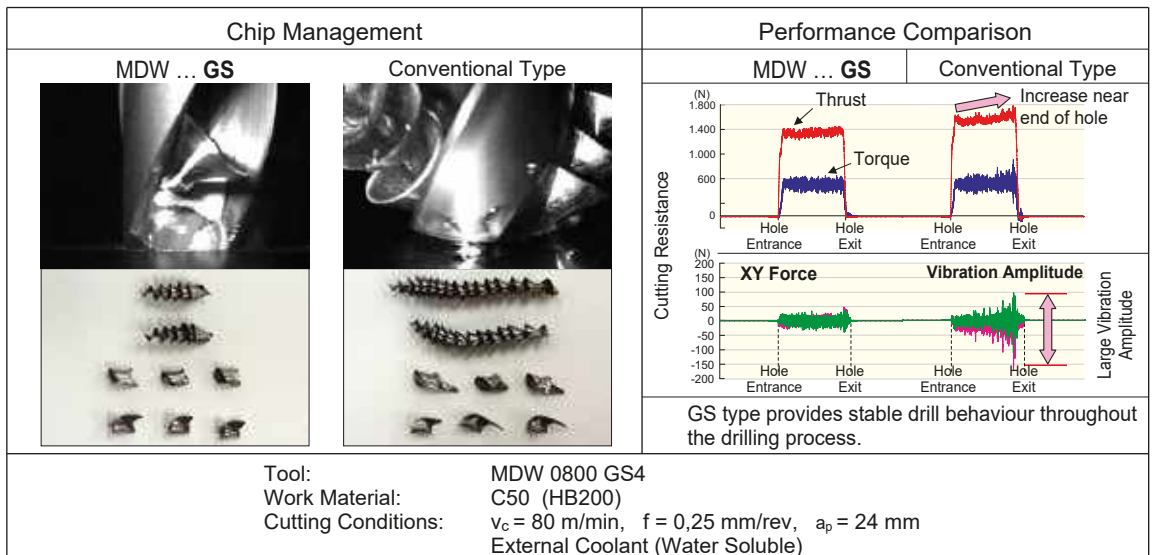 Chip Management
Performance Comparison
MDW ... GS
Conventional Type
MDW ... GS
Conventional Type
Cutting Resistance
(N)
1.800
1.400
1.000
600
0
Thrust
Torque
Increase near
end of hole
Hole
Entrance
Hole
Exit
Hole
Entrance
Hole
Exit
(N)
200
150
100
50
0
-50
-100
-150
-200
XY Force
Vibration Amplitude
Hole
Entrance
Hole
Exit
Hole
Entrance
Hole
Exit
Large Vibration
Amplitude
GS type provides stable drill behaviour throughout
the drilling process.
Tool: MDW 0800 GS4
Work Material: C50 (HB200)
Cutting Conditions: vc = 80 m/min, f = 0,25 mm/rev, ap = 24 mm
External Coolant (Water Soluble)